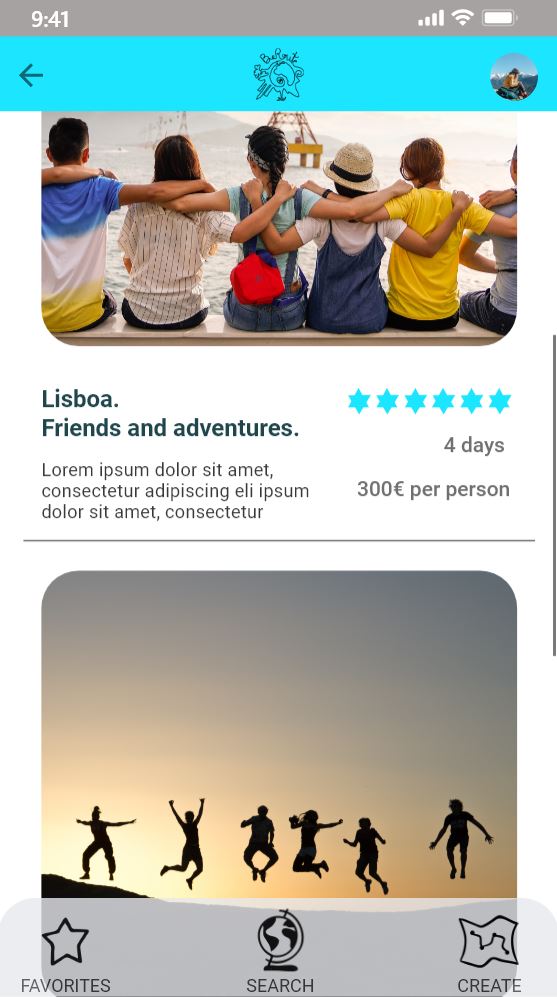 9:41
BeRoute
Lisboa.
Friends and adventures.
4 days
Lorem ipsum dolor sit amet,
consectetur adipiscing eli ipsum
dolor sit amet, consectetur
300€ per person
FAVORITES
SEARCH
CREATE